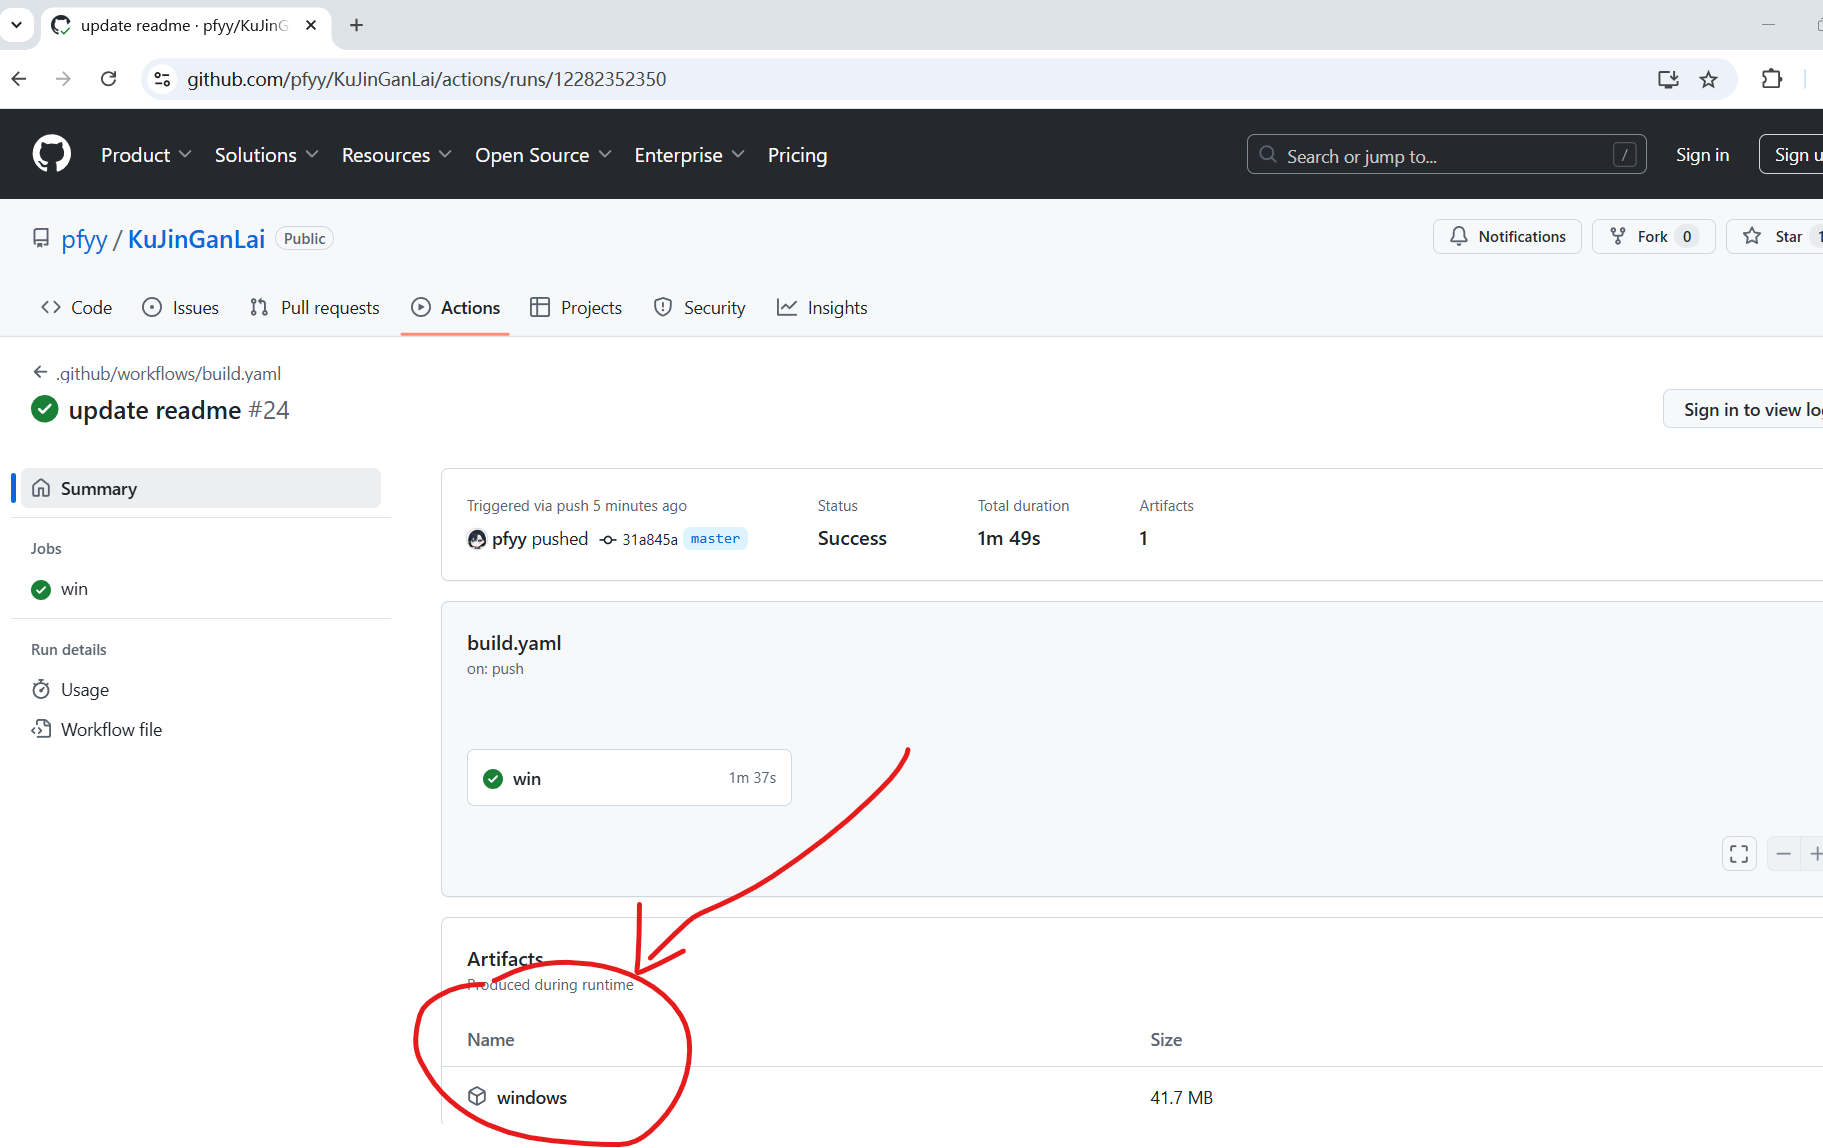 update readme · pfyy/KuJinG
github.com/pfyy/KuJinGanLai/actions/runs/12282352350
Product Solutions Resources Open Source Enterprise Pricing Search or jump to... / Sign in Sign u
pfyy / KuJinGanLai Public Notifications Fork 0 Star 1
Code Issues Pull requests Actions Projects Security Insights
.github/workflows/build.yaml
update readme #24
Sign in to view log
Summary
Jobs
win
Run details
Usage
Workflow file
Triggered via push 5 minutes ago Status Total duration Artifacts
pfyy pushed 31a845a master Success 1m 49s 1
build.yaml
on: push
win 1m 37s
Artifacts
Produced during runtime
Name Size
windows 41.7 MB